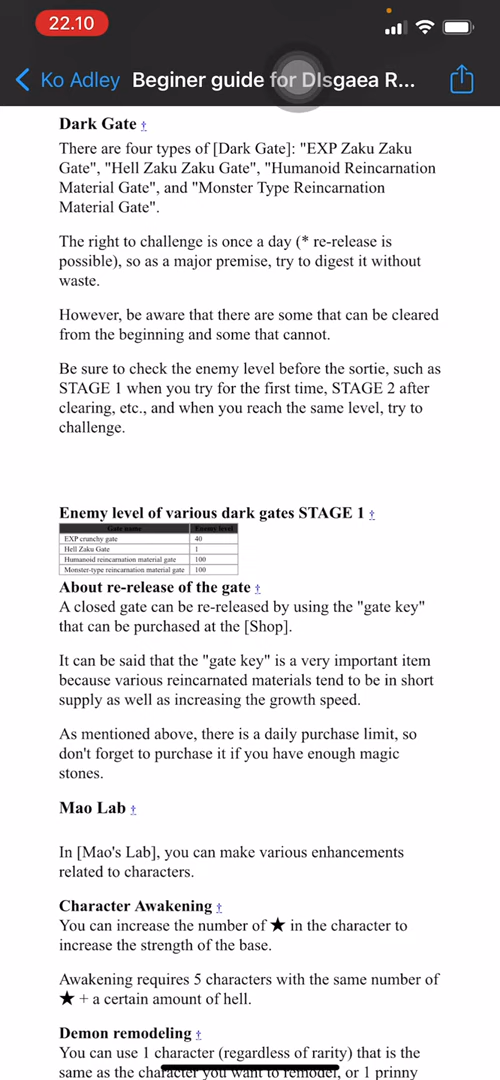 22.10
Ko Adley
Beginer guide for DIsgaea R...
Dark Gate †
There are four types of [Dark Gate]: "EXP Zaku Zaku
Gate", "Hell Zaku Zaku Gate", "Humanoid Reincarnation
Material Gate", and "Monster Type Reincarnation
Material Gate".
The right to challenge is once a day (* re-release is
possible), so as a major premise, try to digest it without
waste.
However, be aware that there are some that can be cleared
from the beginning and some that cannot.
Be sure to check the enemy level before the sortie, such as
STAGE 1 when you try for the first time, STAGE 2 after
clearing, etc., and when you reach the same level, try to
challenge.
Enemy level of various dark gates STAGE 1 †
Gate name Enemy level
EXP crunchy gate 40
Hell Zaku Gate 1
Humanoid reincarnation material gate 100
Monster-type reincarnation material gate 100
About re-release of the gate †
A closed gate can be re-released by using the "gate key"
that can be purchased at the [Shop].
It can be said that the "gate key" is a very important item
because various reincarnated materials tend to be in short
supply as well as increasing the growth speed.
As mentioned above, there is a daily purchase limit, so
don't forget to purchase it if you have enough magic
stones.
Mao Lab †
In [Mao's Lab], you can make various enhancements
related to characters.
Character Awakening †
You can increase the number of ★ in the character to
increase the strength of the base.
Awakening requires 5 characters with the same number of
★ + a certain amount of hell.
Demon remodeling †
You can use 1 character (regardless of rarity) that is the
same as the character you want to remodel, or 1 prinny